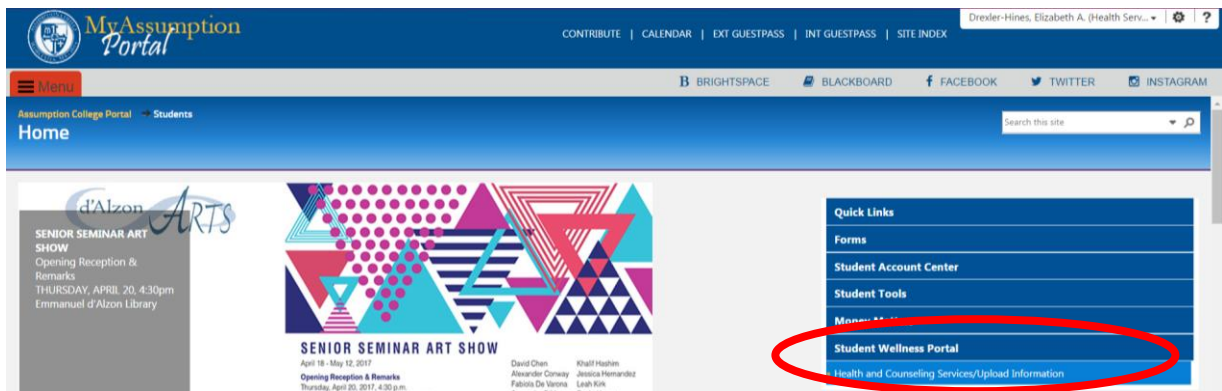 MyAssumption
Portal
Drexler-Hines, Elizabeth A. (Health Serv...
?
CONTRIBUTE | CALENDAR | EXT GUESTPASS | INT GUESTPASS | SITE INDEX
Menu
B BRIGHTSPACE
BLACKBOARD
f FACEBOOK
TWITTER
INSTAGRAM
Assumption College Portal
Students
Home
Search this site
d'Alzon ARTS
SENIOR SEMINAR ART
SHOW
Opening Reception &
Remarks
THURSDAY, APRIL 20, 4:30pm
Emmanuel d'Alzon Library
SENIOR SEMINAR ART SHOW
April 18 - May 12, 2017
Opening Reception & Remarks
Thursday, April 20, 2017, 4:30 p.m.
David Chen
Alexander Conway
Fabiola De Varona
Khalif Hashim
Jessica Hernandez
Leah Kirk
Quick Links
Forms
Student Account Center
Student Tools
Money
Student Wellness Portal
Health and Counseling Services/Upload Information